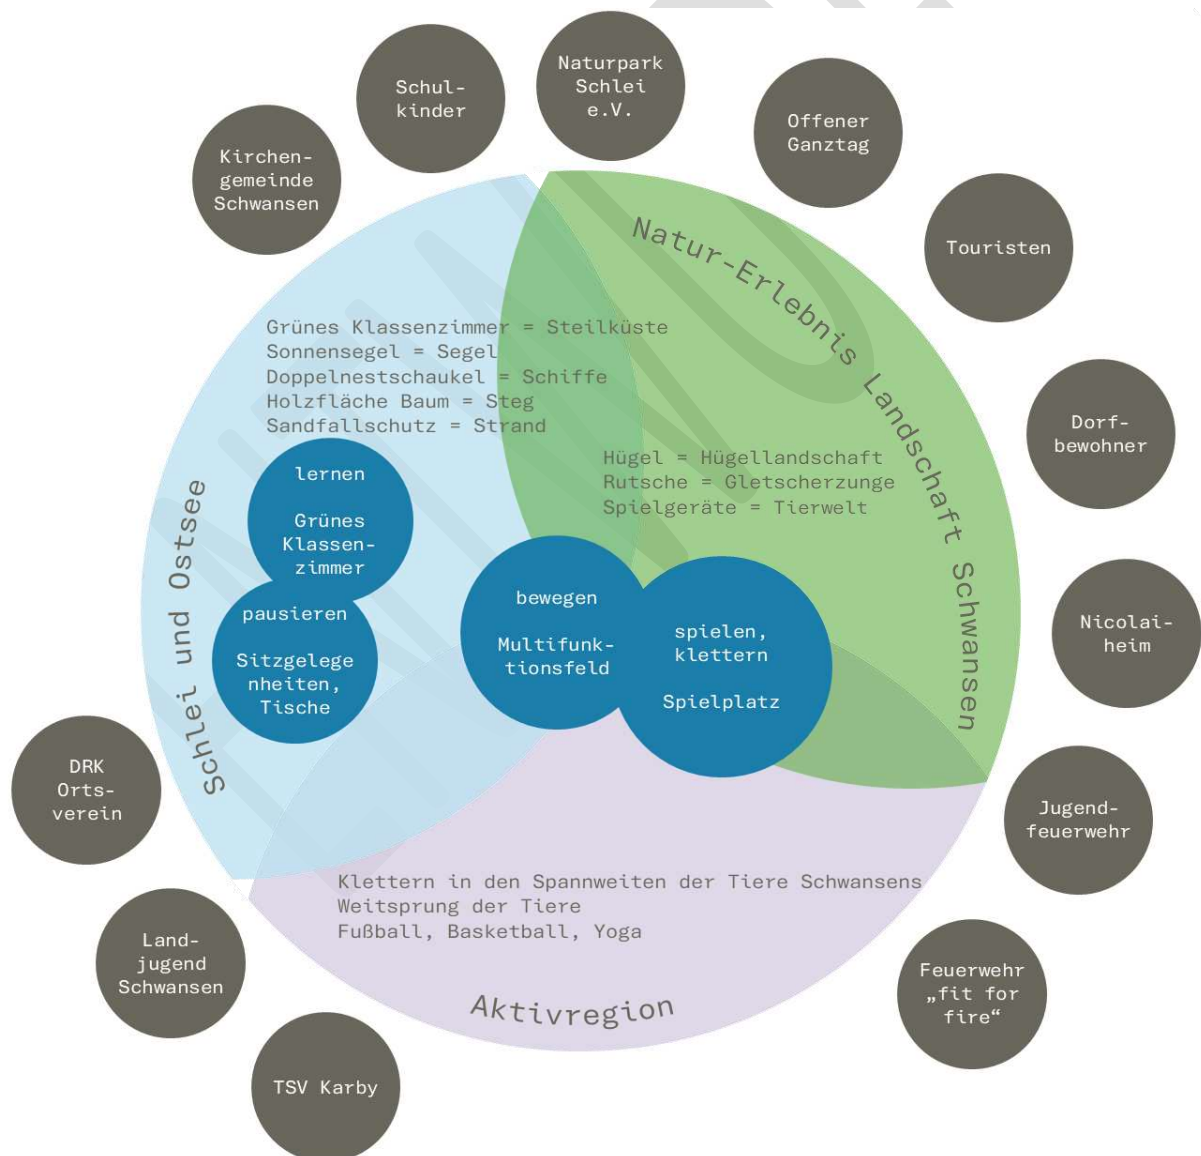 Schul-
kinder
Naturpark
Schlei
e.V.
Offener
Ganztag
Kirchen-
gemeinde
Schwansen
Touristen
Dorf-
bewohner
Nicolai-
heim
Jugend-
feuerwehr
Feuerwehr
„fit for
fire“
TSV Karby
Land-
jugend
Schwansen
DRK
Orts-
verein
Schlei und Ostsee
Natur-Erlebnis Landschaft Schwansen
Grünes Klassenzimmer = Steilküste
Sonnensegel = Segel
Doppelnestschaukel = Schiffe
Holzfläche Baum = Steg
Sandfallschutz = Strand
Hügel = Hügellandschaft
Rutsche = Gletscherzunge
Spielgeräte = Tierwelt
lernen
Grünes
Klassen-
zimmer
pausieren
Sitzgelege
nheiten,
Tische
bewegen
Multifunk-
tionsfeld
spielen,
klettern
Spielplatz
Klettern in den Spannweiten der Tiere Schwansens
Weitsprung der Tiere
Fußball, Basketball, Yoga
Aktivregion